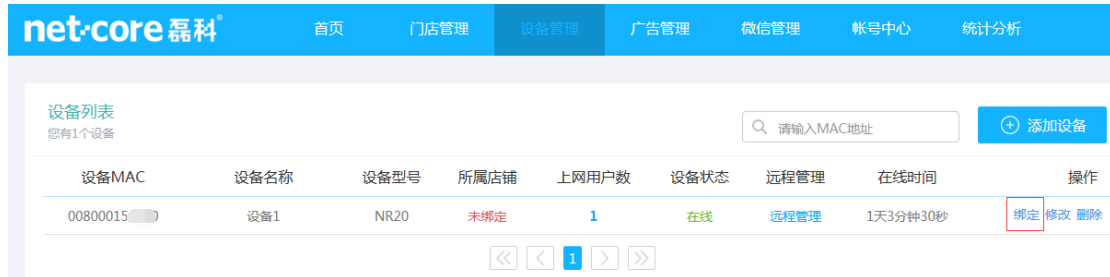 net·core 磊科® 首页 门店管理 设备管理 广告管理 微信管理 帐号中心 统计分析
设备列表
您有1个设备
请输入MAC地址 添加设备
设备MAC 设备名称 设备型号 所属店铺 上网用户数 设备状态 远程管理 在线时间 操作
00800015 设备1 NR20 未绑定 1 在线 远程管理 1天3分钟30秒 绑定 修改 删除
1